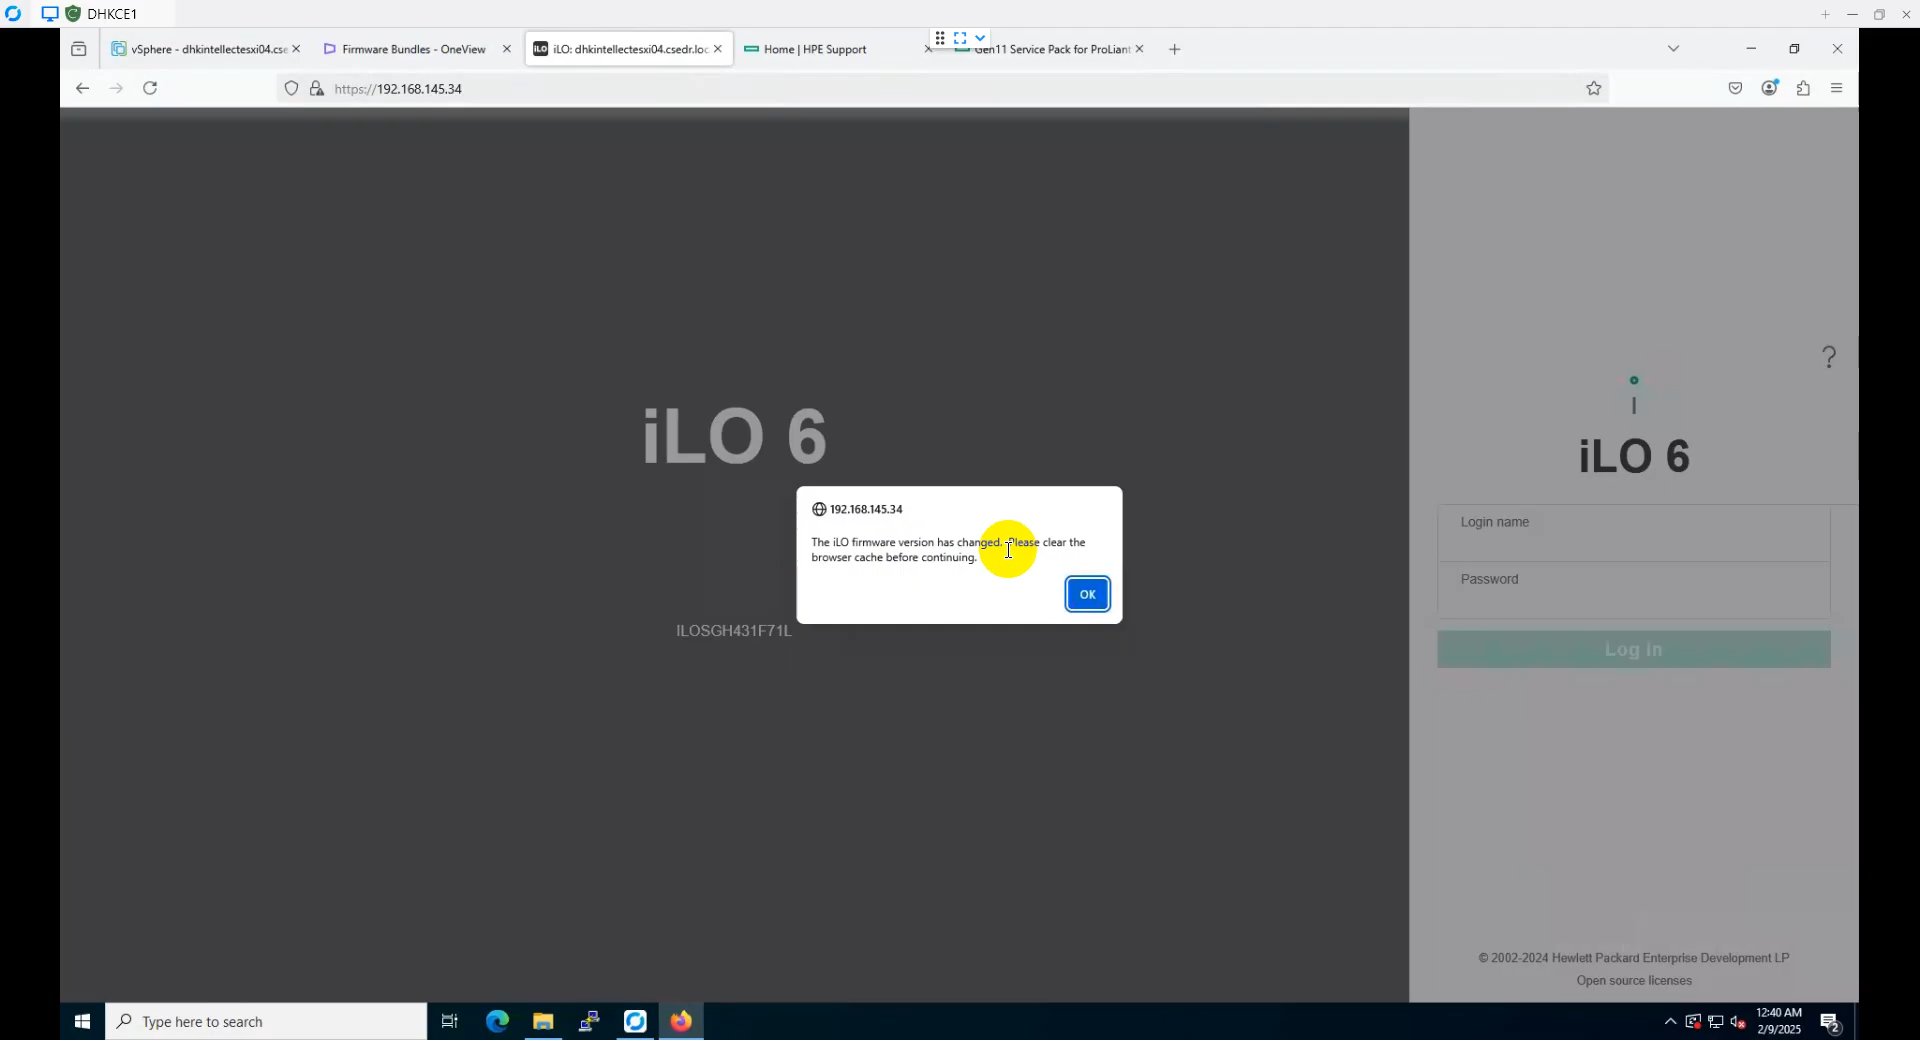 DHKCE1
vSphere - dhkintellectesxi04.cse
Firmware Bundles - OneView
iLO
iLO: dhkintellectesxi04.csedr.loc
Home | HPE Support
Gen11 Service Pack for ProLiant
https://192.168.145.34
iLO 6
ILOSGH431F71L
192.168.145.34
The iLO firmware version has changed. Please clear the
browser cache before continuing.
OK
?
iLO 6
Login name
Password
Log In
© 2002-2024 Hewlett Packard Enterprise Development LP
Open source licenses
Type here to search
12:40 AM
2/9/2025
2